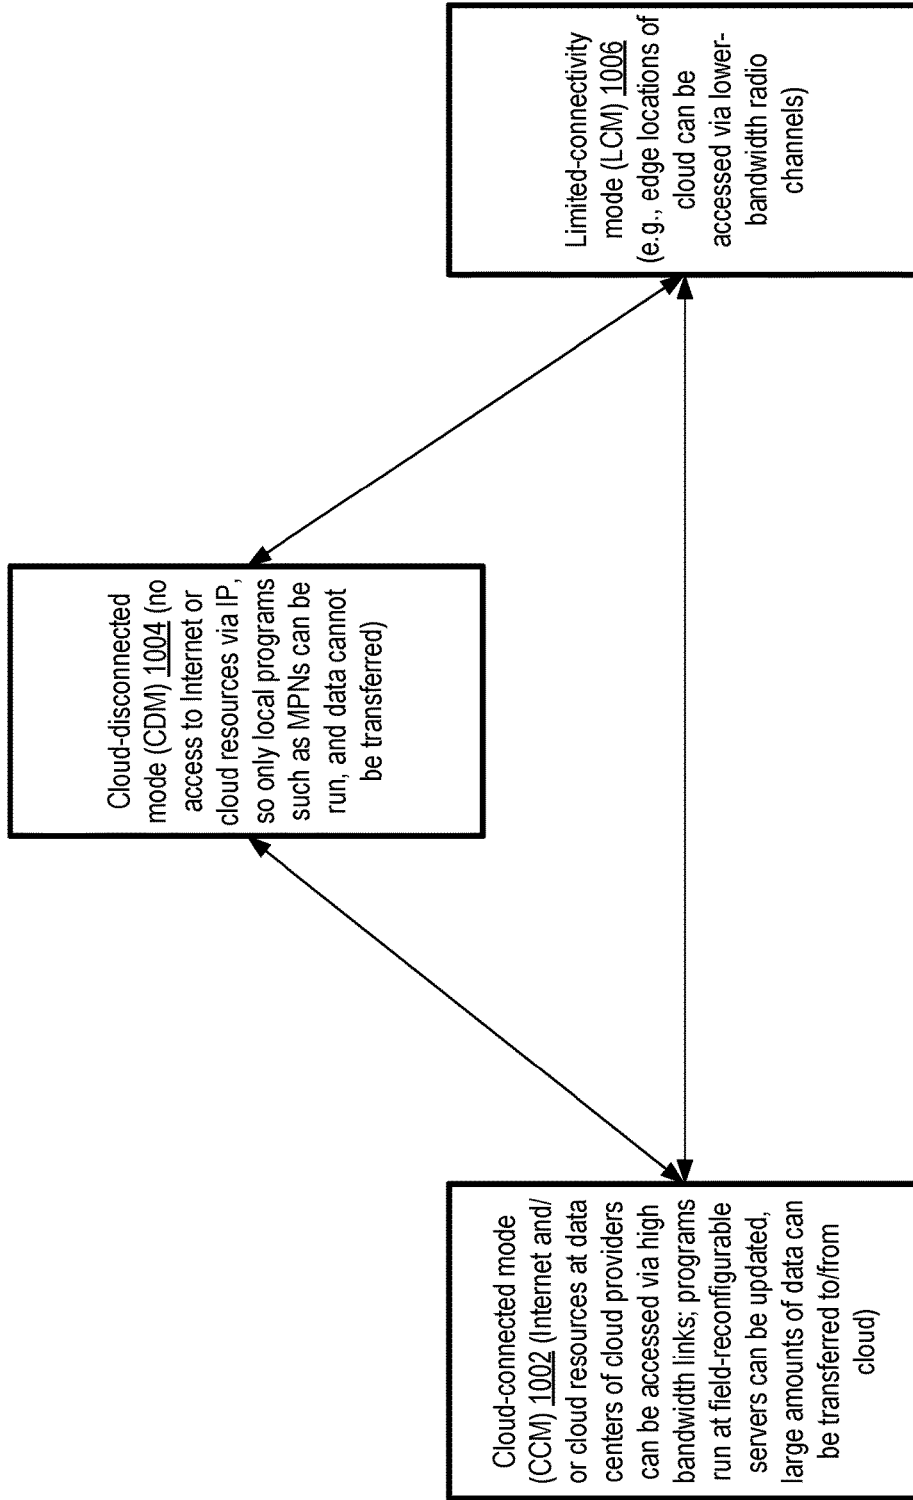 Cloud-connected mode
(CCM) 1002 (Internet and/
or cloud resources at data
centers of cloud providers
can be accessed via high
bandwidth links; programs
run at field-reconfigurable
servers can be updated,
large amounts of data can
be transferred to/from
cloud)
Cloud-disconnected
mode (CDM) 1004 (no
access to Internet or
cloud resources via IP,
so only local programs
such as MPNs can be
run, and data cannot
be transferred)
Limited-connectivity
mode (LCM) 1006
(e.g., edge locations of
cloud can be
accessed via lower-
bandwidth radio
channels)